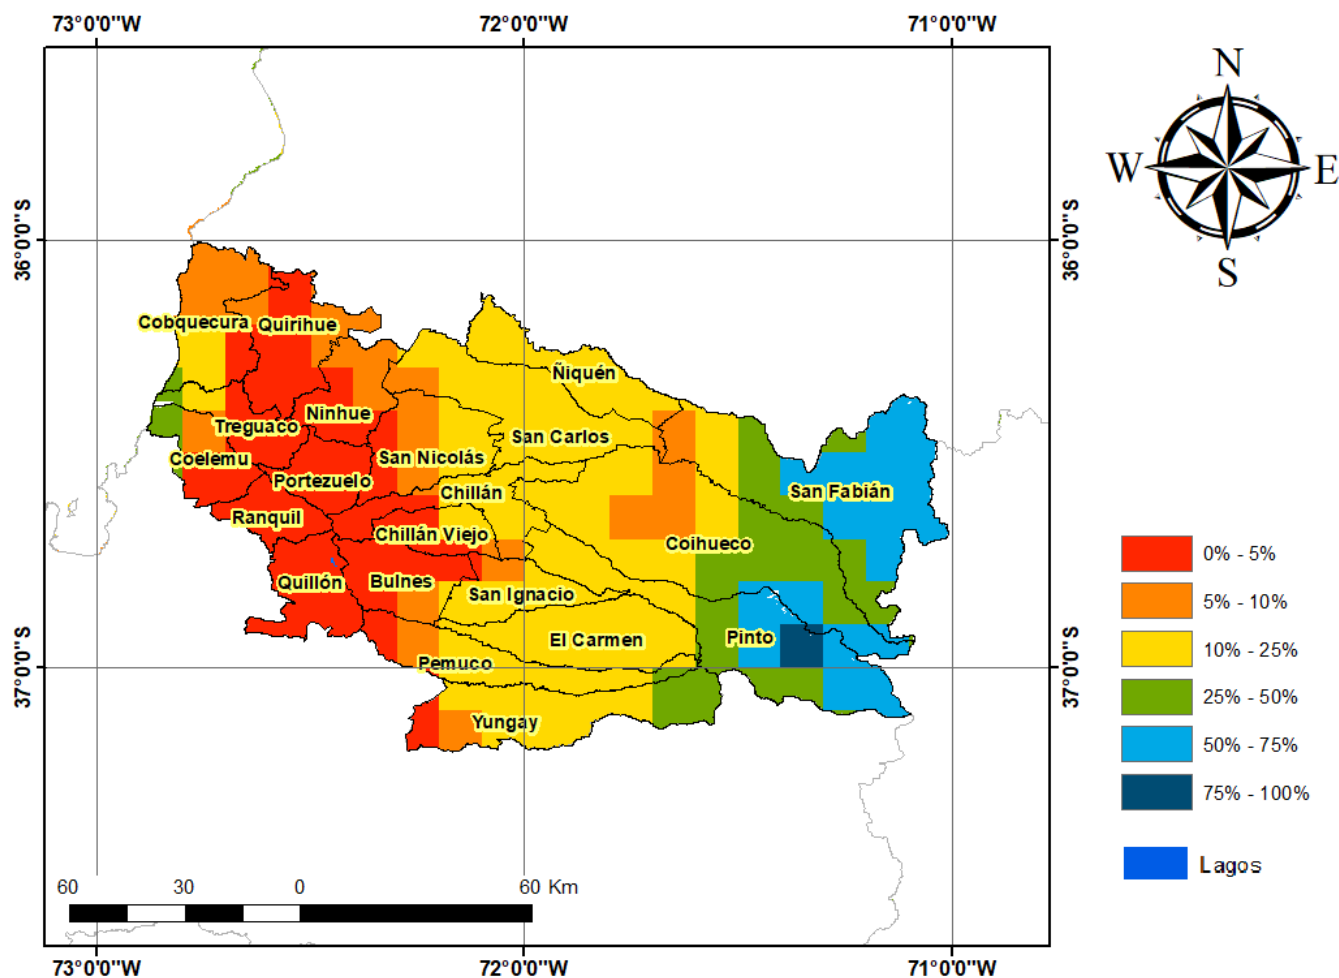 73°0'0"W 72°0'0"W 71°0'0"W
N
W E
S
36°0'0"S 36°0'0"S
Cobquecura Quirihue
Ñiquén
Ninhue
Treguaco San Carlos
Coelemu San Nicolás
Portezuelo Chillán San Fabián
Ranquil
Chillán Viejo Coihueco
Quillón Bulnes
San Ignacio
El Carmen Pinto
Pemuco
Yungay
37°0'0"S 37°0'0"S
0% - 5%
5% - 10%
10% - 25%
25% - 50%
50% - 75%
75% - 100%
Lagos
60 30 0 60 Km
73°0'0"W 72°0'0"W 71°0'0"W